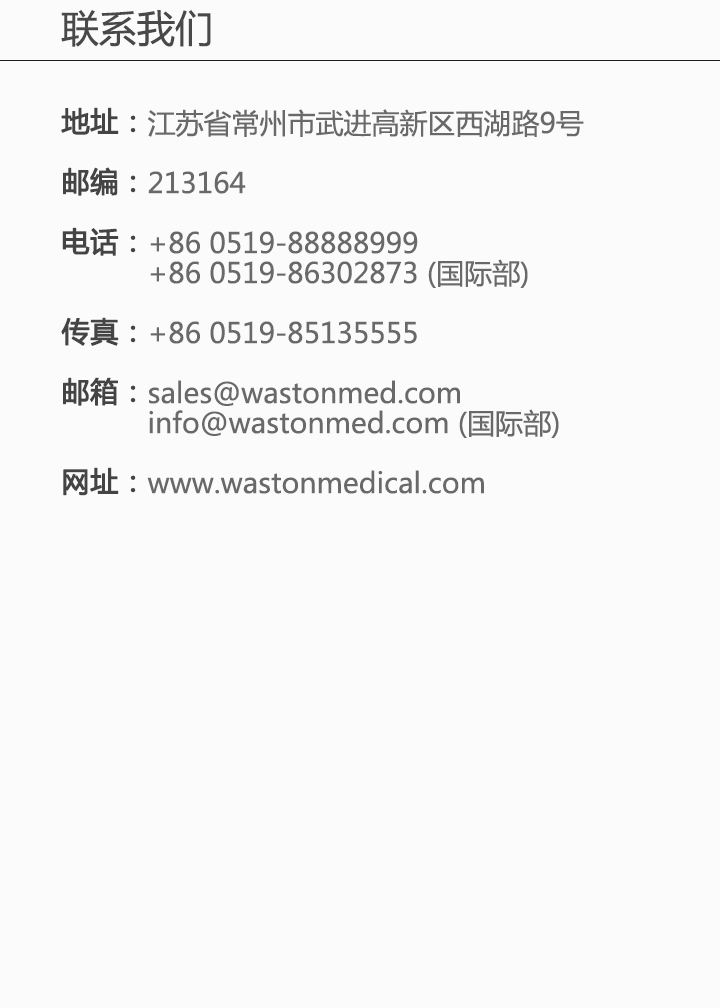 联系我们
地址：江苏省常州市武进高新区西湖路9号
邮编：213164
电话：+86 0519-88888999
+86 0519-86302873 (国际部)
传真：+86 0519-85135555
邮箱：sales@wastonmed.com
info@wastonmed.com (国际部)
网址：www.wastonmedical.com